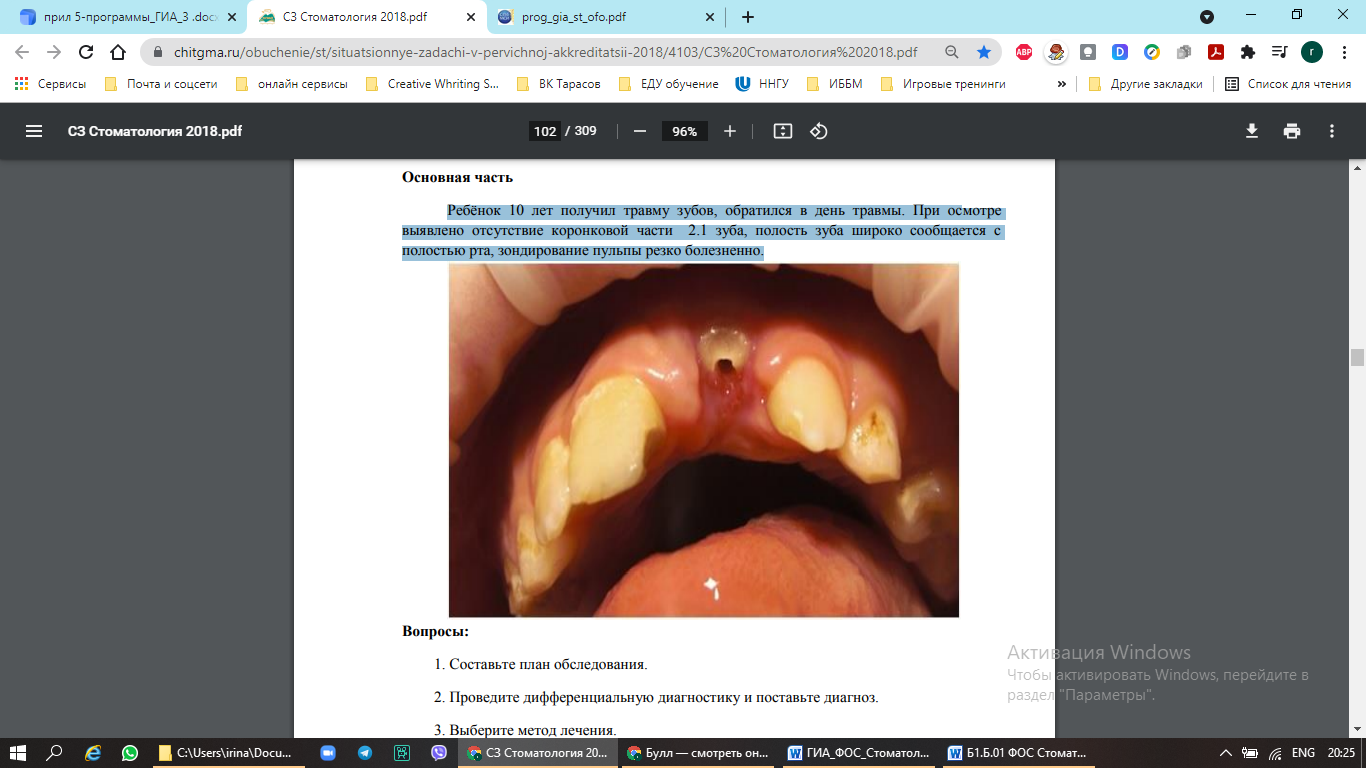 прил 5-программы_ГИА_3 .doc
СЗ Стоматология 2018.pdf
prog_gia_st_ofo.pdf
chitgma.ru/obuchenie/st/situatsionnye-zadachi-v-pervichnoj-akkreditatsii-2018/4103/СЗ%20Стоматология%202018.pdf
ABP
D
r
Сервисы
Почта и соцсети
онлайн сервисы
Creative Whriting S...
ВК Тарасов
ЕДУ обучение
ННГУ
ИББМ
Игровые тренинги
»
Другие закладки
Список для чтения
СЗ Стоматология 2018.pdf
102 / 309
96%
Основная часть
Ребёнок 10 лет получил травму зубов, обратился в день травмы. При осмотре
выявлено отсутствие коронковой части 2.1 зуба, полость зуба широко сообщается с
полостью рта, зондирование пульпы резко болезненно.
Вопросы:
1. Составьте план обследования.
2. Проведите дифференциальную диагностику и поставьте диагноз.
3. Выберите метод лечения.
Активация Windows
Чтобы активировать Windows, перейдите в
раздел "Параметры".
C:\Users\irina\Docu...
СЗ Стоматология 20...
Булл — смотреть он...
ГИА_ФОС_Стоматол...
Б1.Б.01 ФОС Стомат...
ENG
20:25